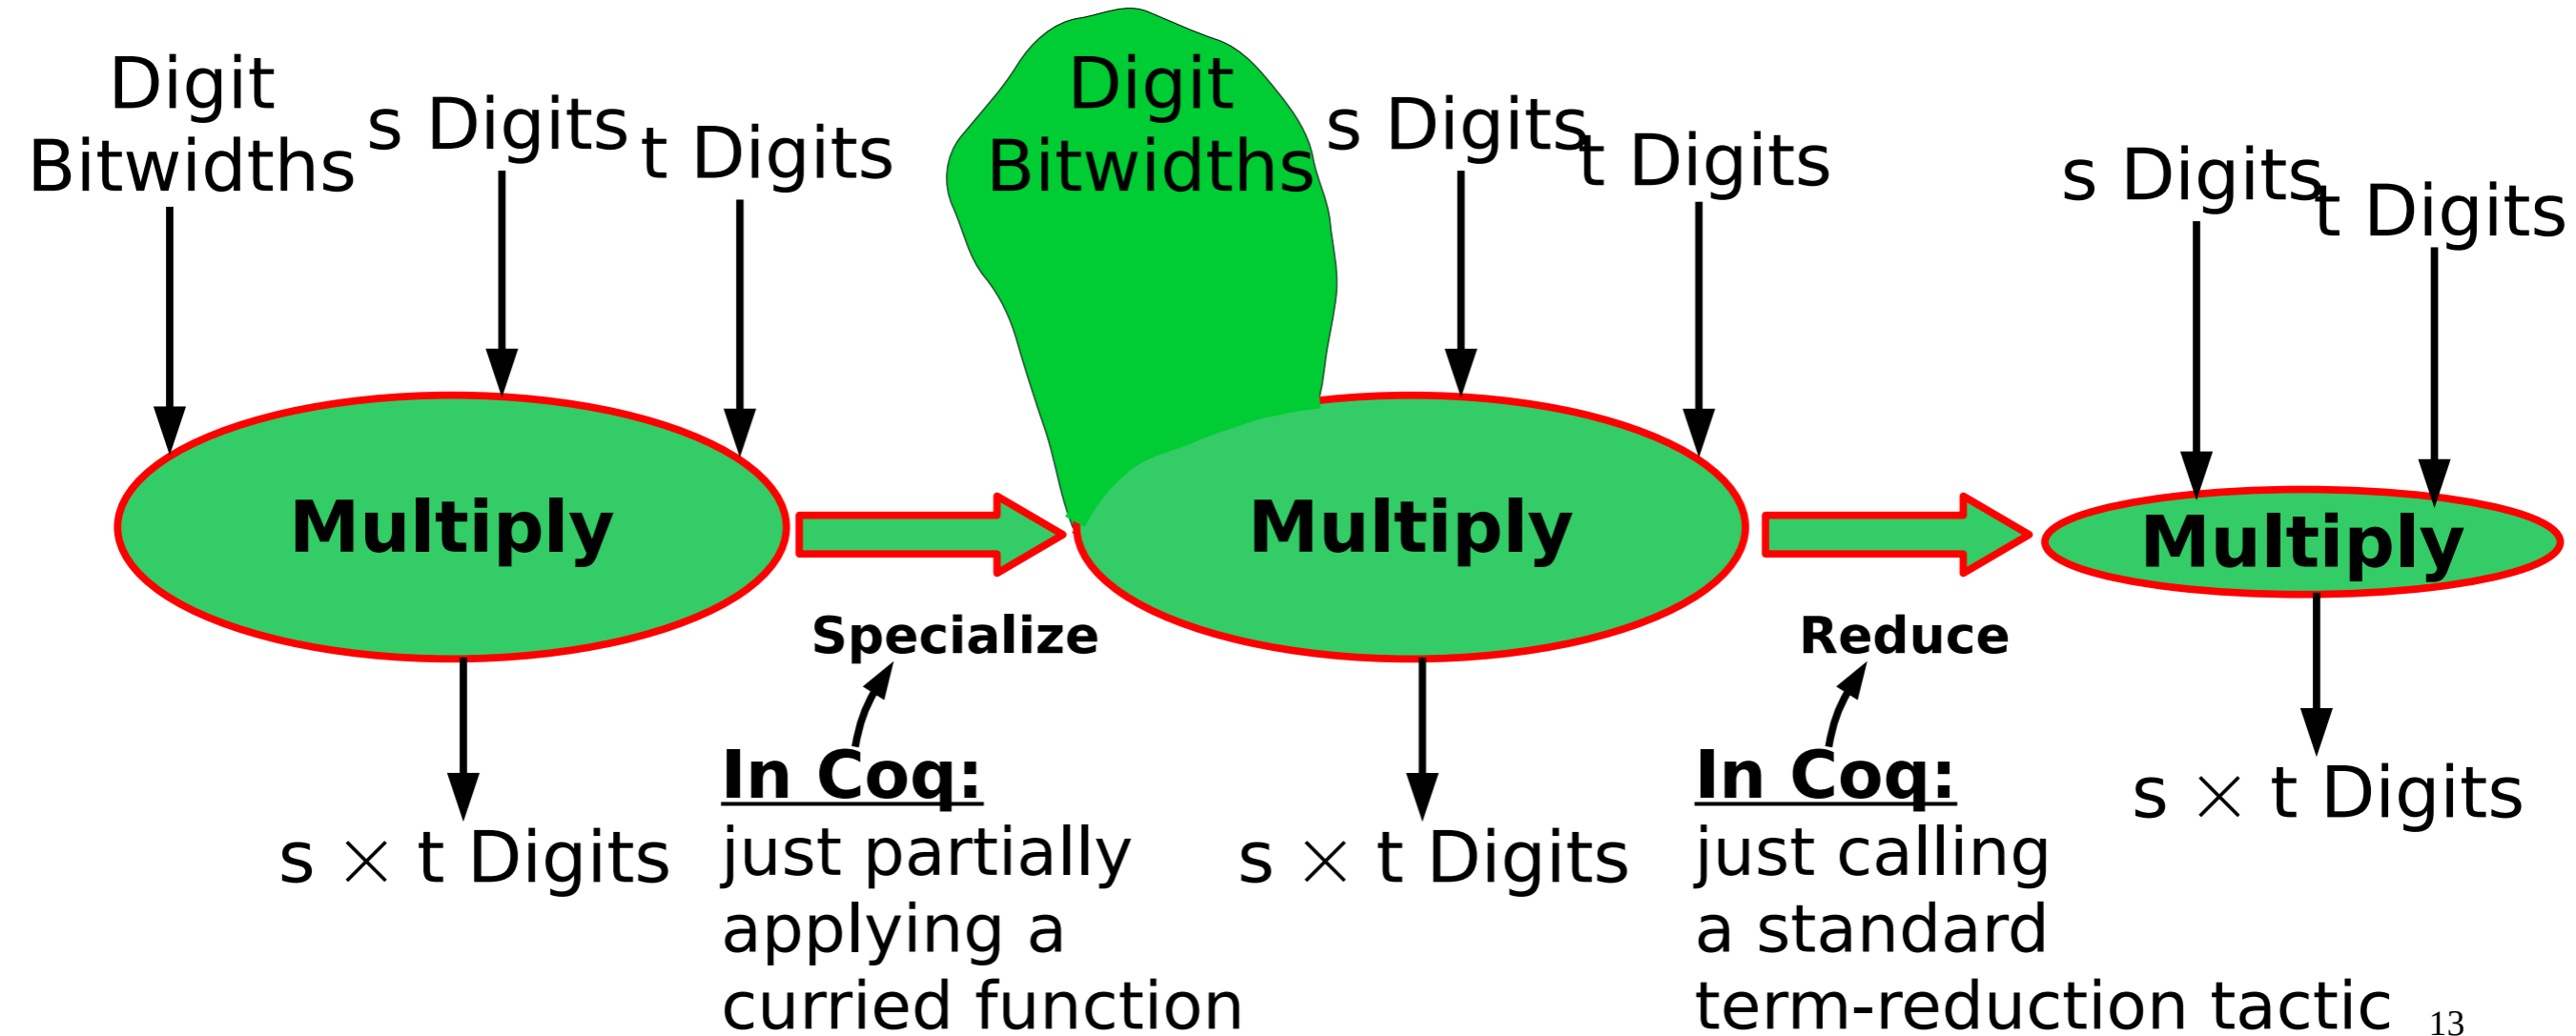 Digit
Bitwidths
s Digits
t Digits
Multiply
s × t Digits
Specialize
In Coq:
just partially
applying a
curried function
Digit
Bitwidths
s Digits
t Digits
Multiply
s × t Digits
Reduce
In Coq:
just calling
a standard
term-reduction tactic
s Digits
t Digits
Multiply
s × t Digits
13